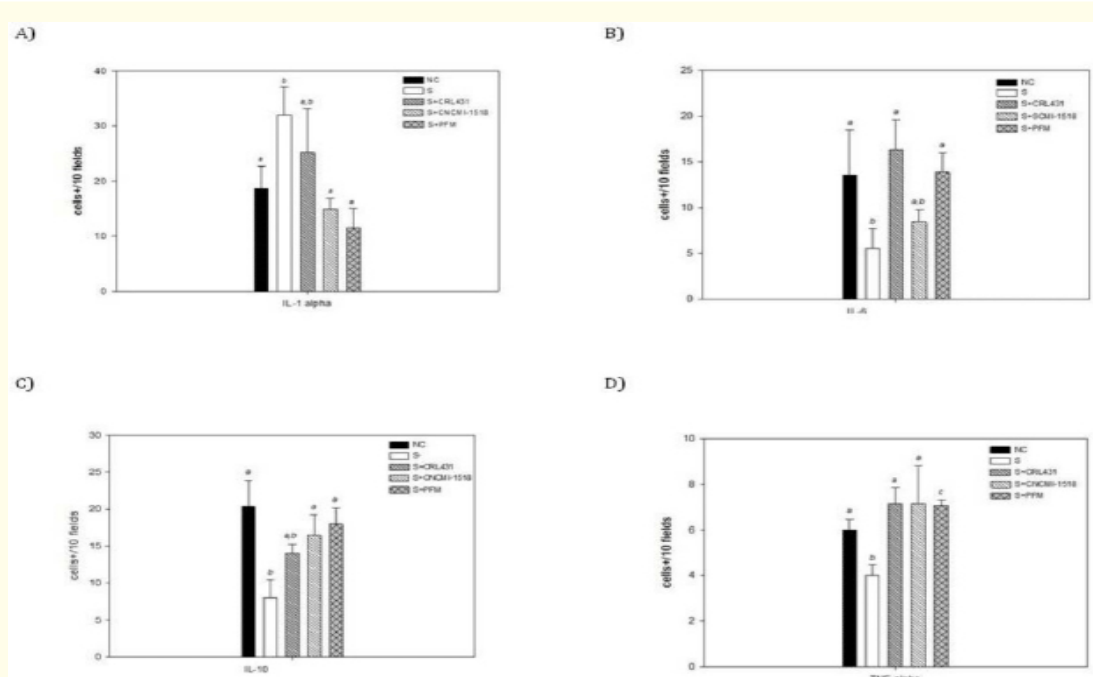 A)
40
30
20
10
0
cells+/10 fields
NC
S
S+CRL431
S+CNCMI-1518
S+PFM
a
b
a,b
a
a
IL-1 alpha
B)
25
20
15
10
5
0
cells+/10 fields
NC
S
S+CRL431
S+SCMI-1518
S+PFM
a
b
a
a,b
a
IL-6
C)
30
25
20
15
10
5
0
cells+/10 fields
NC
S
S+CRL431
S+CNCMI-1518
S+PFM
a
b
a,b
a
a
IL-10
D)
10
8
6
4
2
0
cells+/10 fields
NC
S
S+CRL431
S+CNCMI-1518
S+PFM
a
b
a
a
c